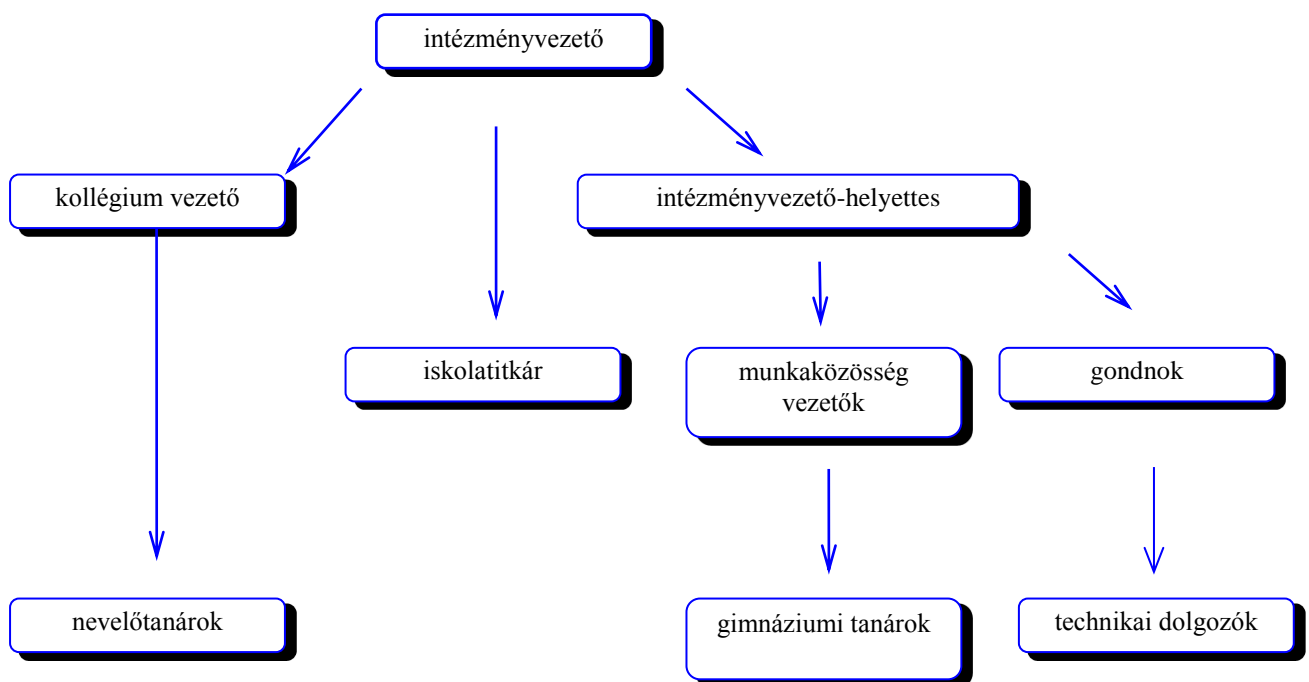 intézményvezető
kollégium vezető
intézményvezető-helyettes
iskolatitkár
munkaközösség
vezetők
gondnok
nevelőtanárok
gimnáziumi tanárok
technikai dolgozók